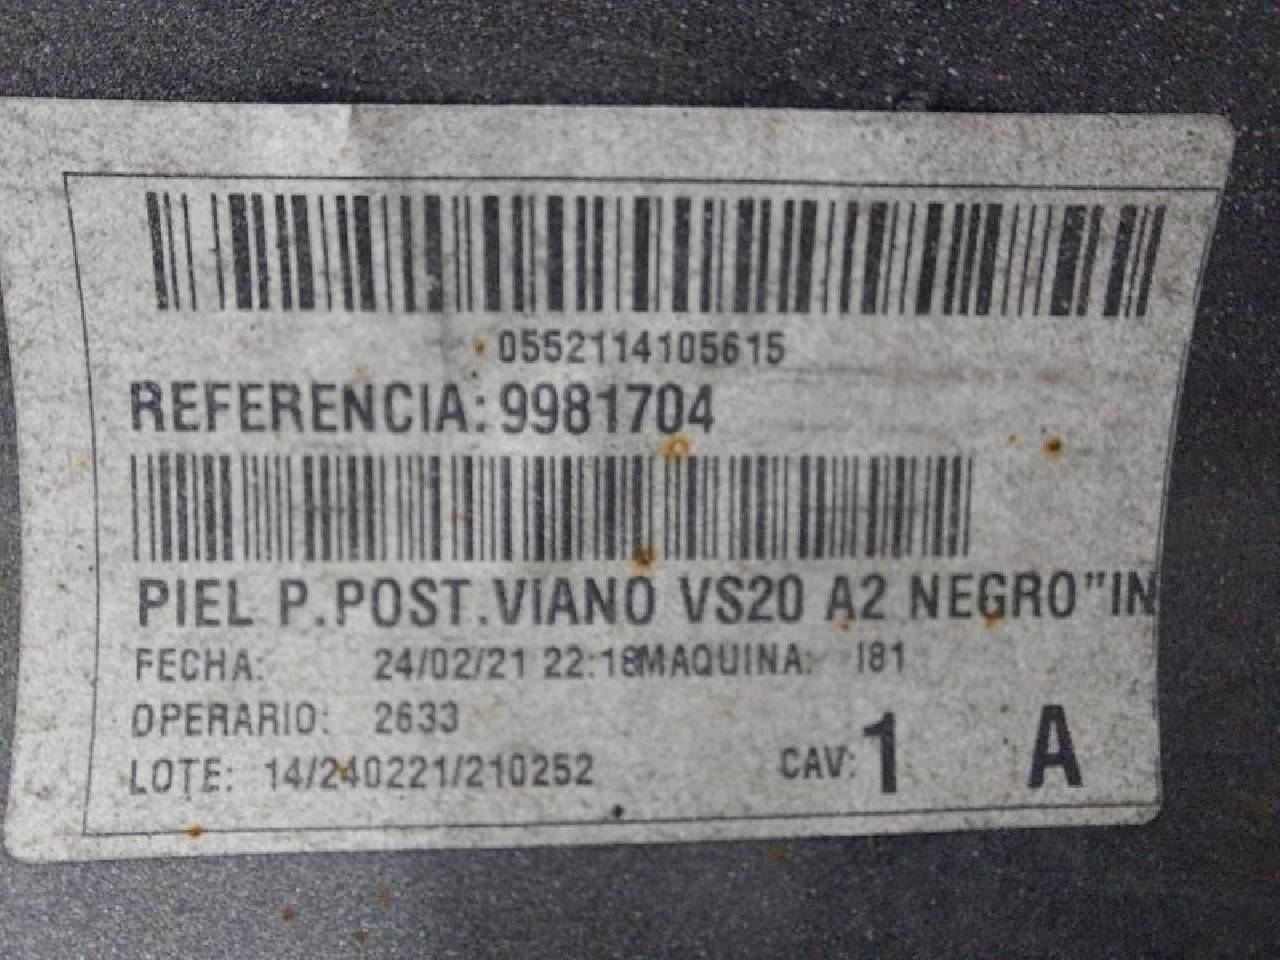 0552114105615
REFERENCIA: 9981704
PIEL P.POST.VIANO VS20 A2 NEGRO"IN
FECHA: 24/02/21 22:18MAQUINA: I81
OPERARIO: 2633
LOTE: 14/240221/210252 CAV: 1 A